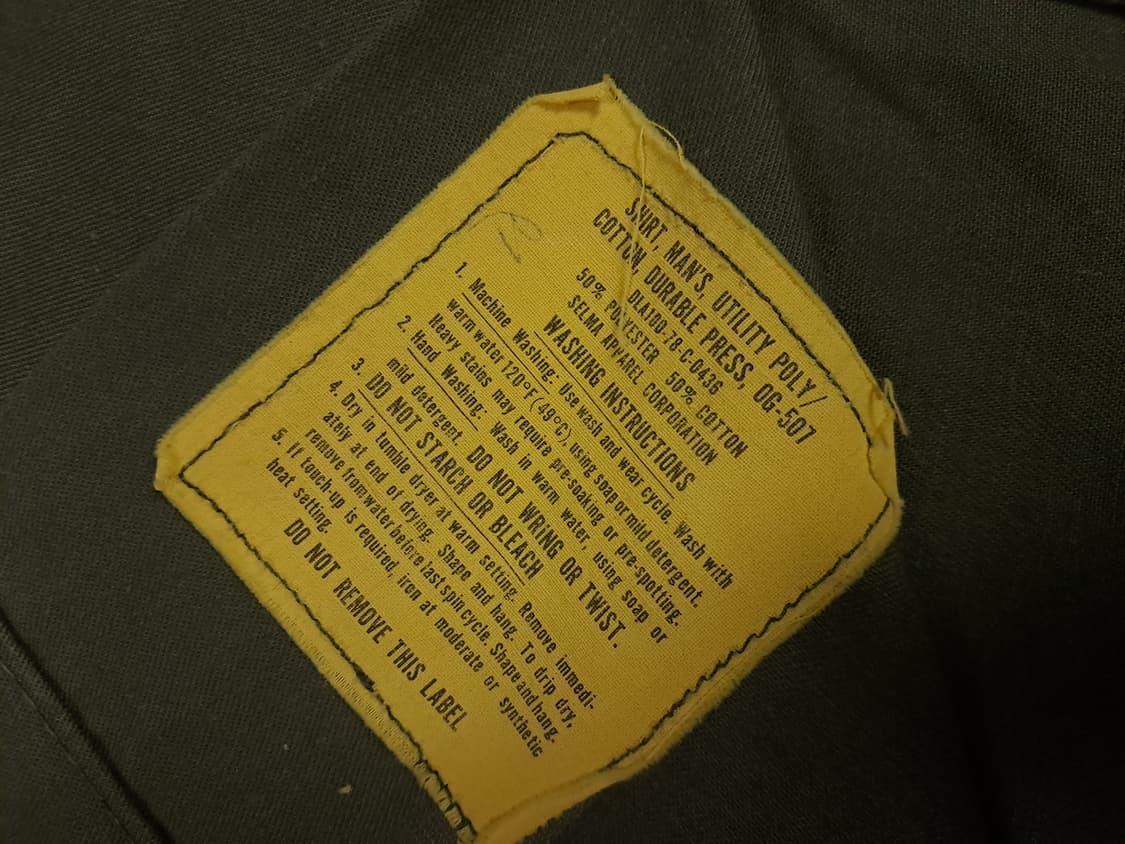 SHIRT, MAN'S, UTILITY POLY/
COTTON, DURABLE PRESS, OG-507
DLA100-78-C-0436
50% POLYESTER 50% COTTON
SELMA APPAREL CORPORATION
WASHING INSTRUCTIONS
1. Machine Washing: Use wash and wear cycle. Wash with
warm water 120°F (49°C), using soap or mild detergent.
Heavy stains may require pre-soaking or pre-spotting.
2. Hand Washing: Wash in warm water, using soap or
mild detergent. DO NOT WRING OR TWIST.
3. DO NOT STARCH OR BLEACH
4. Dry in tumble dryer at warm setting. Remove immedi-
ately at end of drying. Shape and hang. To drip dry,
remove from water before last spin cycle. Shape and hang.
5. If touch-up is required, iron at moderate or synthetic
heat setting.
DO NOT REMOVE THIS LABEL